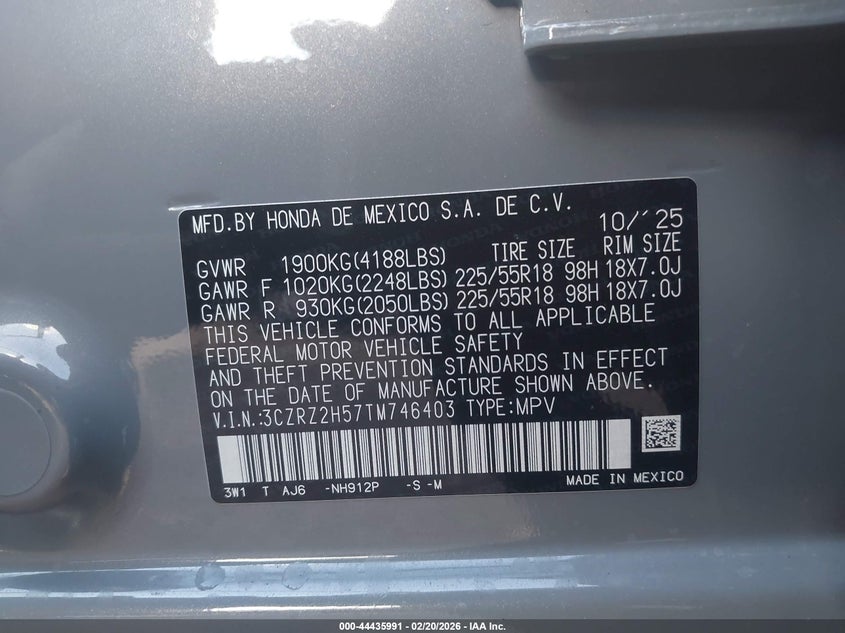 MFD.BY HONDA DE MEXICO S.A. DE C.V. 10/'25
GVWR 1900KG(4188LBS) TIRE SIZE RIM SIZE
GAWR F 1020KG(2248LBS) 225/55R18 98H 18X7.0J
GAWR R 930KG(2050LBS) 225/55R18 98H 18X7.0J
THIS VEHICLE CONFORMS TO ALL APPLICABLE
FEDERAL MOTOR VEHICLE SAFETY
AND THEFT PREVENTION STANDARDS IN EFFECT
ON THE DATE OF MANUFACTURE SHOWN ABOVE.
V.I.N.:3CZRZ2H57TM746403 TYPE:MPV
3W1 T AJ6 -NH912P -S -M MADE IN MEXICO
000-44435991 - 02/20/2026 - IAA Inc.